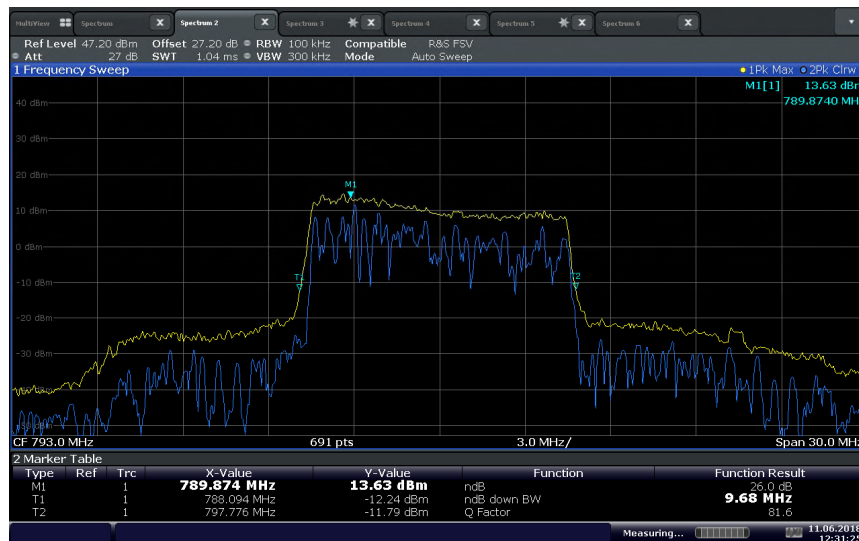 MultiView Spectrum X Spectrum 2 X Spectrum 3 X Spectrum 4 X Spectrum 5 X Spectrum 6 X
Ref Level 47.20 dBm Offset 27.20 dB RBW 100 kHz Compatible R&S FSV
Att 27 dB SWT 1.04 ms VBW 300 kHz Mode Auto Sweep
1 Frequency Sweep 1Pk Max 2Pk Clrw
M1[1] 13.63 dBm
789.8740 MH
40 dBm
30 dBm
20 dBm
M1
10 dBm
0 dBm
T2
-10 dBm
-20 dBm
-30 dBm
CF 793.0 MHz 691 pts 3.0 MHz/ Span 30.0 MHz
2 Marker Table
Type Ref Trc X-Value Y-Value Function Function Result
M1 1 789.874 MHz 13.63 dBm ndB 26.0 dB
T1 1 788.094 MHz -12.24 dBm ndB down BW 9.68 MHz
T2 1 797.776 MHz -11.79 dBm Q Factor 81.6
Measuring... 11.06.2018
12:31:25